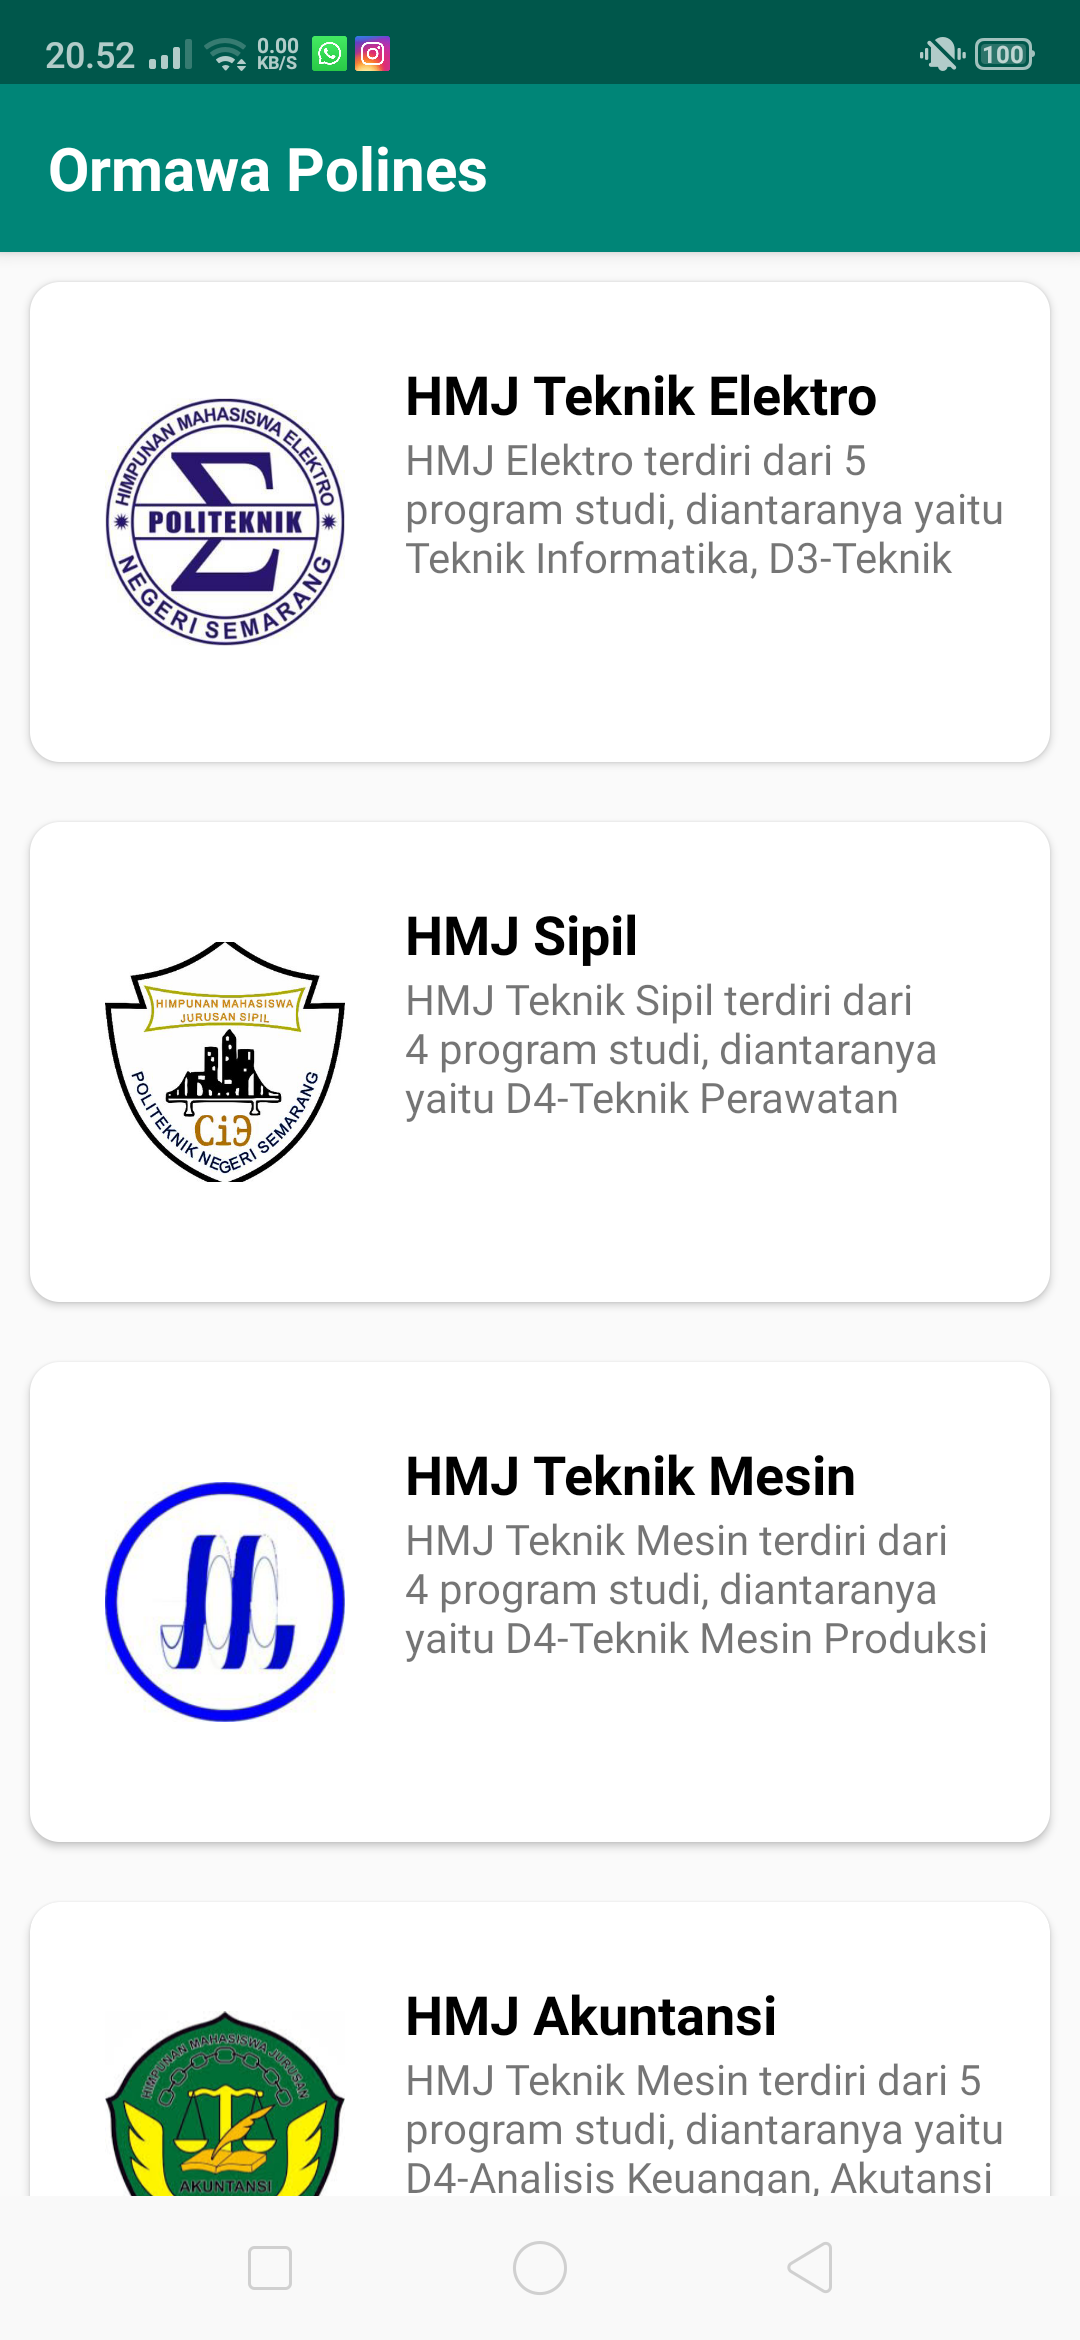 20.52
0.00
KB/S
100
Ormawa Polines
HMJ Teknik Elektro
HMJ Elektro terdiri dari 5
program studi, diantaranya yaitu
Teknik Informatika, D3-Teknik
HIMPUNAN MAHASISWA ELEKTRO
POLITEKNIK
NEGERI SEMARANG
HMJ Sipil
HMJ Teknik Sipil terdiri dari
4 program studi, diantaranya
yaitu D4-Teknik Perawatan
HIMPUNAN MAHASISWA
JURUSAN SIPIL
POLITEKNIK NEGERI SEMARANG
HMJ Teknik Mesin
HMJ Teknik Mesin terdiri dari
4 program studi, diantaranya
yaitu D4-Teknik Mesin Produksi
HMJ Akuntansi
HMJ Teknik Mesin terdiri dari 5
program studi, diantaranya yaitu
D4-Analisis Keuangan, Akutansi
HIMPUNAN MAHASISWA JURUSAN
AKUNTANSI